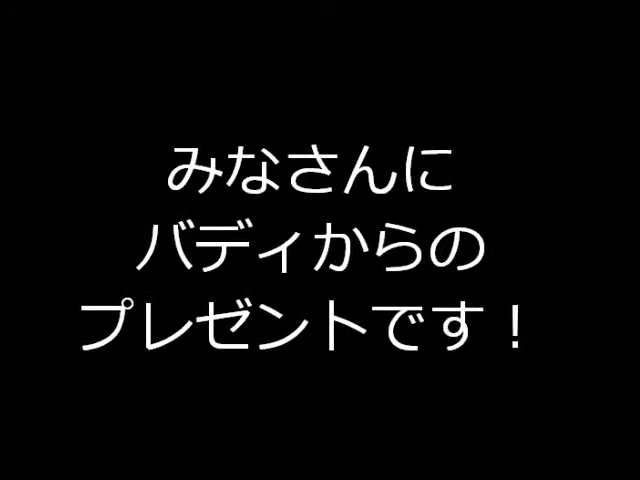 みなさんに
バディからの
プレゼントです！